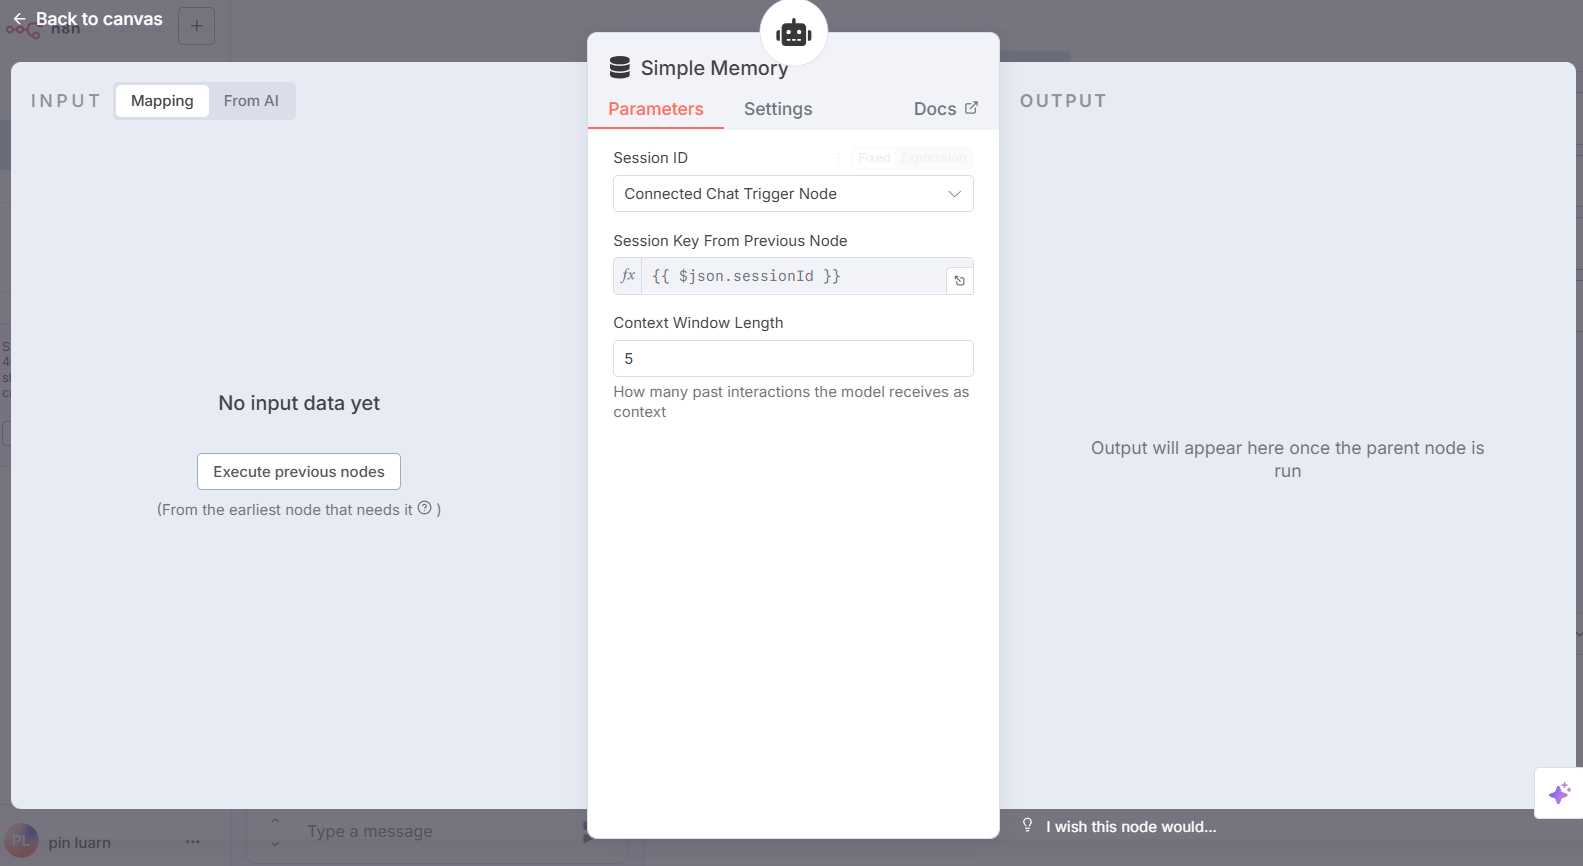 Back to canvas
n8n
+
INPUT
Mapping
From AI
No input data yet
Execute previous nodes
(From the earliest node that needs it ? )
Simple Memory
Parameters
Settings
Docs
Session ID
Fixed
Expression
Connected Chat Trigger Node
Session Key From Previous Node
fx
{{ $json.sessionId }}
Context Window Length
5
How many past interactions the model receives as
context
OUTPUT
Output will appear here once the parent node is
run
I wish this node would...
PL
pin luarn
Type a message